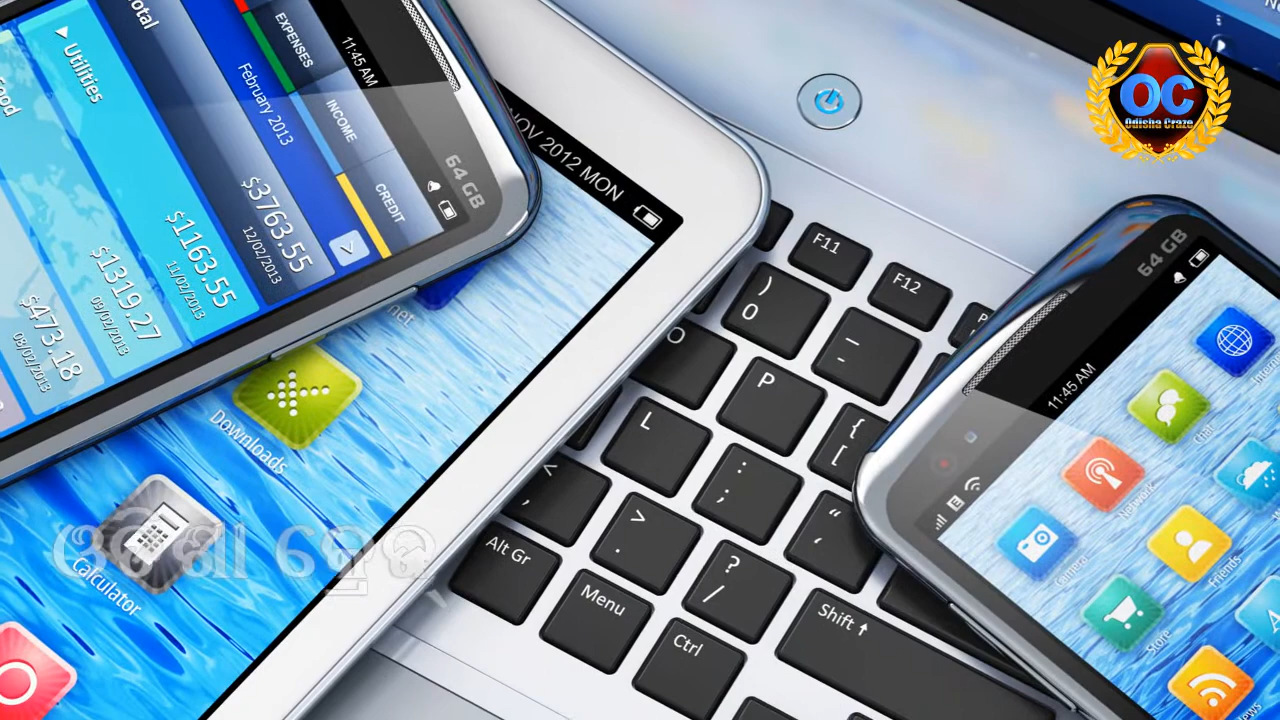 Total
EXPENSES
11:45 AM
Utilities
February 2013
INCOME
Food
CREDIT
64 GB
$3763.55
12/02/2013
$1163.55
11/02/2013
$1319.27
09/02/2013
$473.18
08/02/2013
NOV 2012 MON
Downloads
Calculator
OC
Odisha Craze
F11
F12
)
0
_
-
O
P
{
[
L
:
;
“
‘
<
,
>
.
?
/
Alt Gr
Menu
Ctrl
Shift
64 GB
11:45 AM
Chat
Network
Camera
Friends
Store